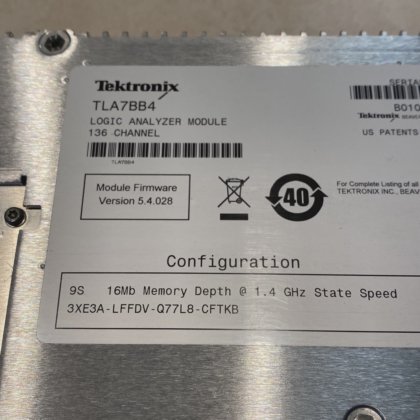 Tektronix
TLA7BB4
LOGIC ANALYZER MODULE
136 CHANNEL
TLA7BB4
SERIA
B010
Tektronix BEAVE
US PATENTS
Module Firmware
Version 5.4.028
40
For Complete Listing of all
TEKTRONIX INC., BEAV
Configuration
9S 16Mb Memory Depth @ 1.4 GHz State Speed
3XE3A-LFFDV-Q77L8-CFTKB